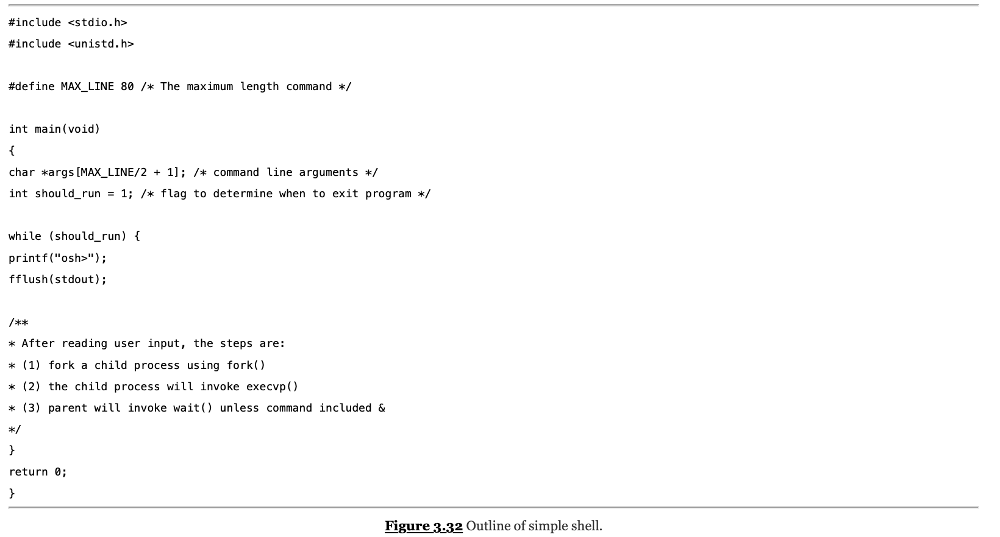 #include <stdio.h>
#include <unistd.h>
#define MAX_LINE 80 /* The maximum length command */
int main(void)
{
char *args[MAX_LINE/2 + 1]; /* command line arguments */
int should_run = 1; /* flag to determine when to exit program */
while (should_run) {
printf("osh>");
fflush(stdout);
/**
* After reading user input, the steps are:
* (1) fork a child process using fork()
* (2) the child process will invoke execvp()
* (3) parent will invoke wait() unless command included &
*/
}
return 0;
}
Figure 3.32 Outline of simple shell.